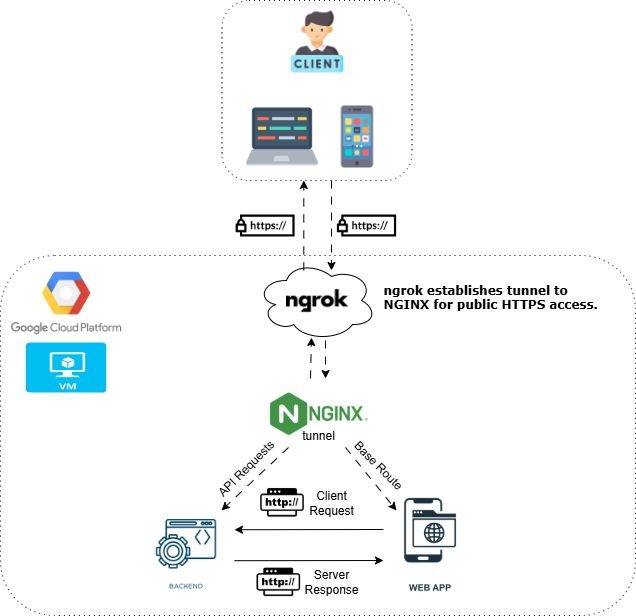 CLIENT
https://
https://
ngrok
ngrok establishes tunnel to
NGINX for public HTTPS access.
Google Cloud Platform
VM
NGINX
tunnel
API Requests
Base Route
http://
Client
Request
http://
Server
Response
BACKEND
WEB APP